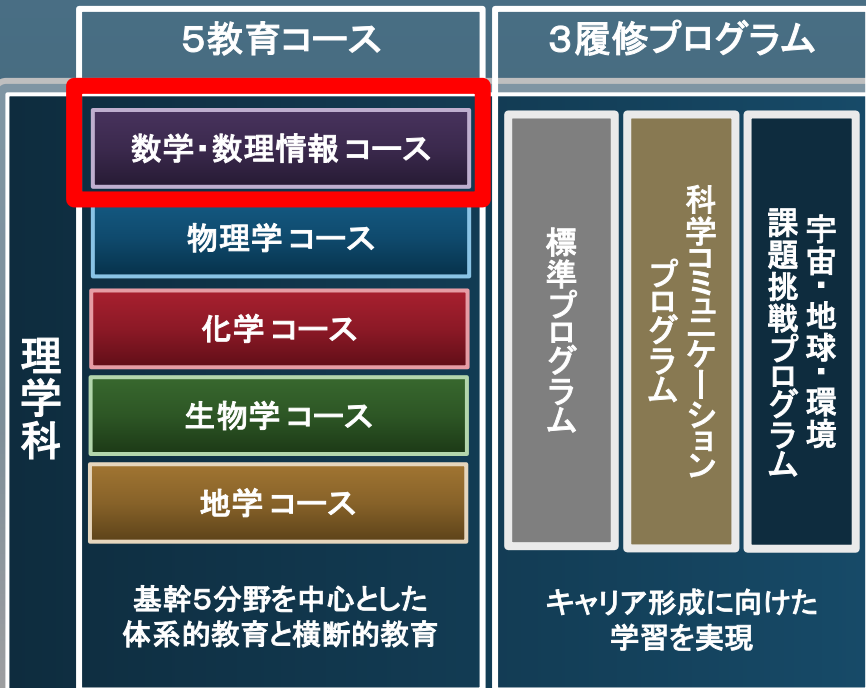 5教育コース
3履修プログラム
理学科
数学・数理情報 コース
物理学 コース
化学 コース
生物学 コース
地学 コース
基幹5分野を中心とした
体系的教育と横断的教育
標準プログラム
科学コミュニケーション
プログラム
宇宙・地球・環境
課題挑戦プログラム
キャリア形成に向けた
学習を実現